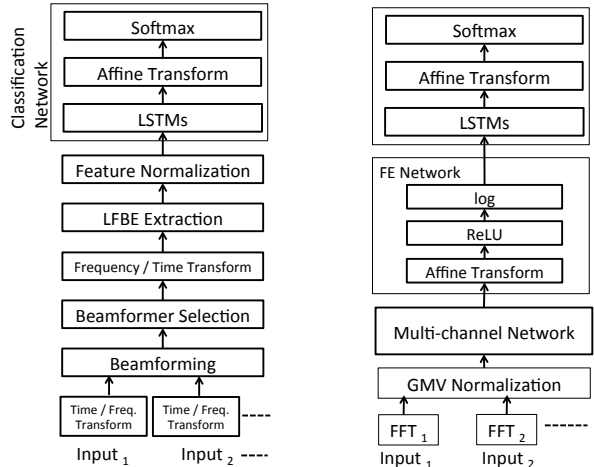 Classification
Network
Softmax
Affine Transform
LSTMs
Feature Normalization
LFBE Extraction
Frequency / Time Transform
Beamformer Selection
Beamforming
Time / Freq.
Transform
Time / Freq.
Transform
Input 1
Input 2
Softmax
Affine Transform
LSTMs
FE Network
log
ReLU
Affine Transform
Multi-channel Network
GMV Normalization
FFT 1
FFT 2
Input 1
Input 2